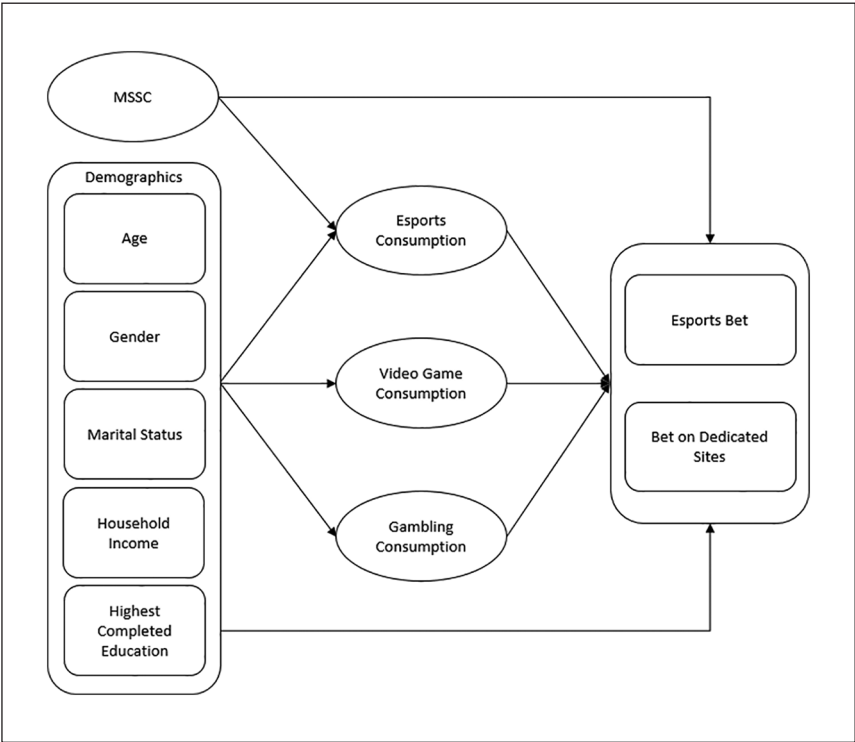 MSSC
Demographics
Age
Gender
Marital Status
Household
Income
Highest
Completed
Education
Esports
Consumption
Video Game
Consumption
Gambling
Consumption
Esports Bet
Bet on Dedicated
Sites